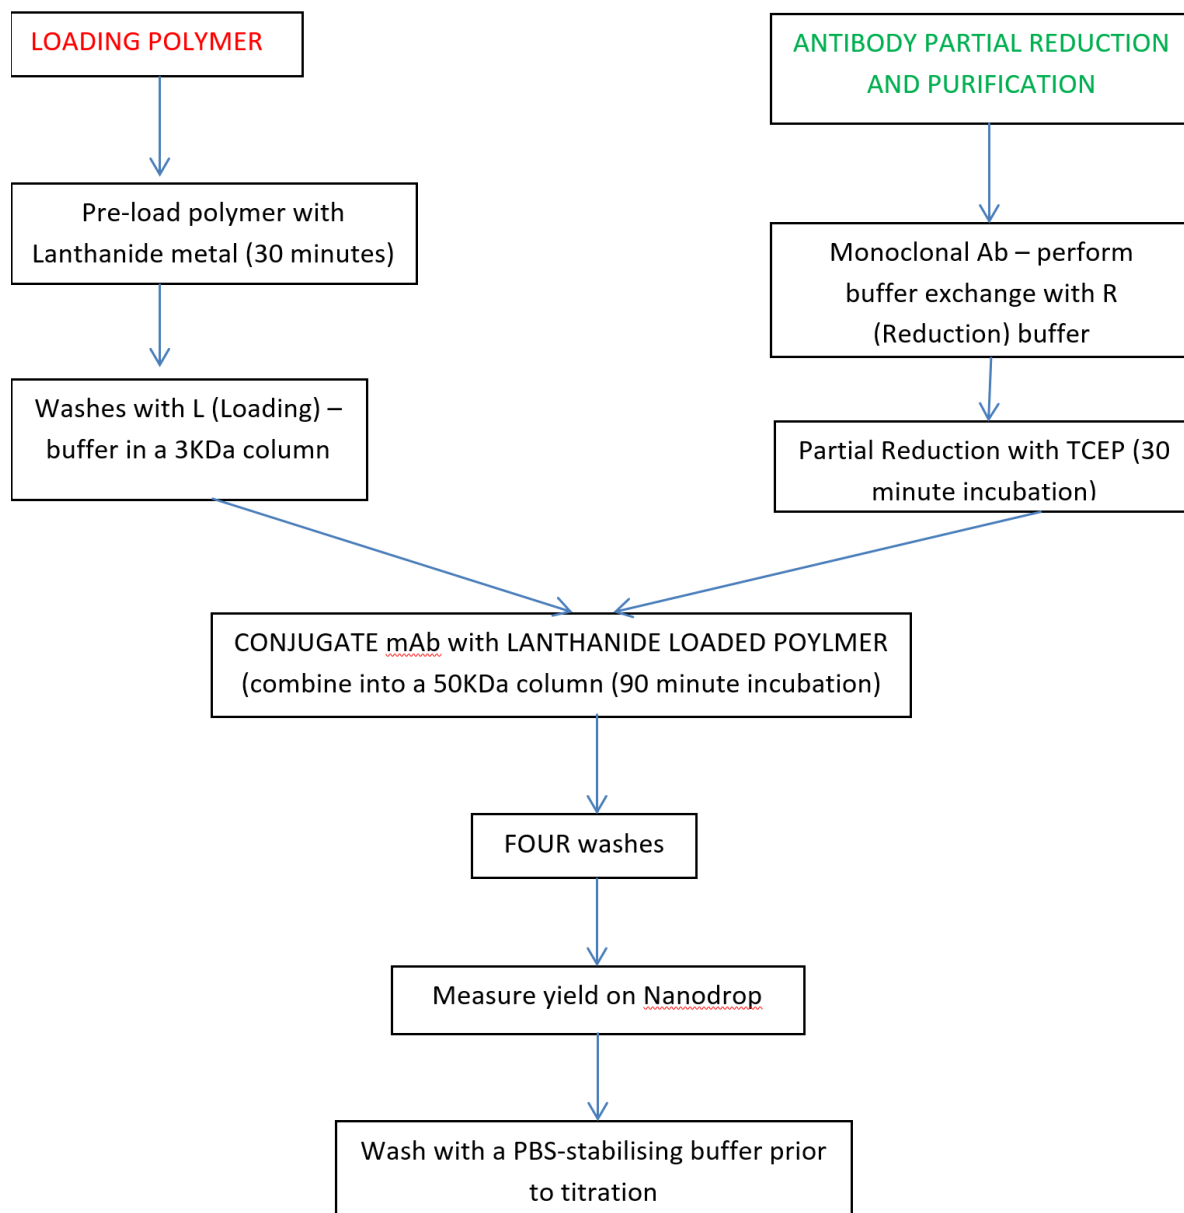 LOADING POLYMER
ANTIBODY PARTIAL REDUCTION
AND PURIFICATION
Pre-load polymer with
Lanthanide metal (30 minutes)
Monoclonal Ab – perform
buffer exchange with R
(Reduction) buffer
Washes with L (Loading) –
buffer in a 3KDa column
Partial Reduction with TCEP (30
minute incubation)
CONJUGATE mAb with LANTHANIDE LOADED POYLMER
(combine into a 50KDa column (90 minute incubation)
FOUR washes
Measure yield on Nanodrop
Wash with a PBS-stabilising buffer prior
to titration